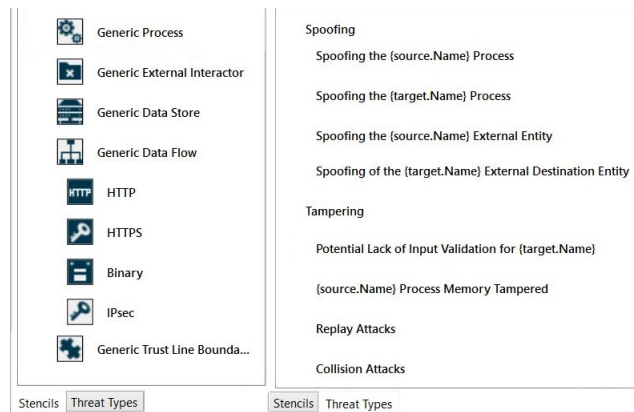 Generic Process
Generic External Interactor
Generic Data Store
Generic Data Flow
HTTP
HTTP
HTTPS
Binary
IPsec
Generic Trust Line Bounda...
Stencils Threat Types
Spoofing
Spoofing the {source.Name} Process
Spoofing the {target.Name} Process
Spoofing the {source.Name} External Entity
Spoofing of the {target.Name} External Destination Entity
Tampering
Potential Lack of Input Validation for {target.Name}
{source.Name} Process Memory Tampered
Replay Attacks
Collision Attacks
Stencils Threat Types